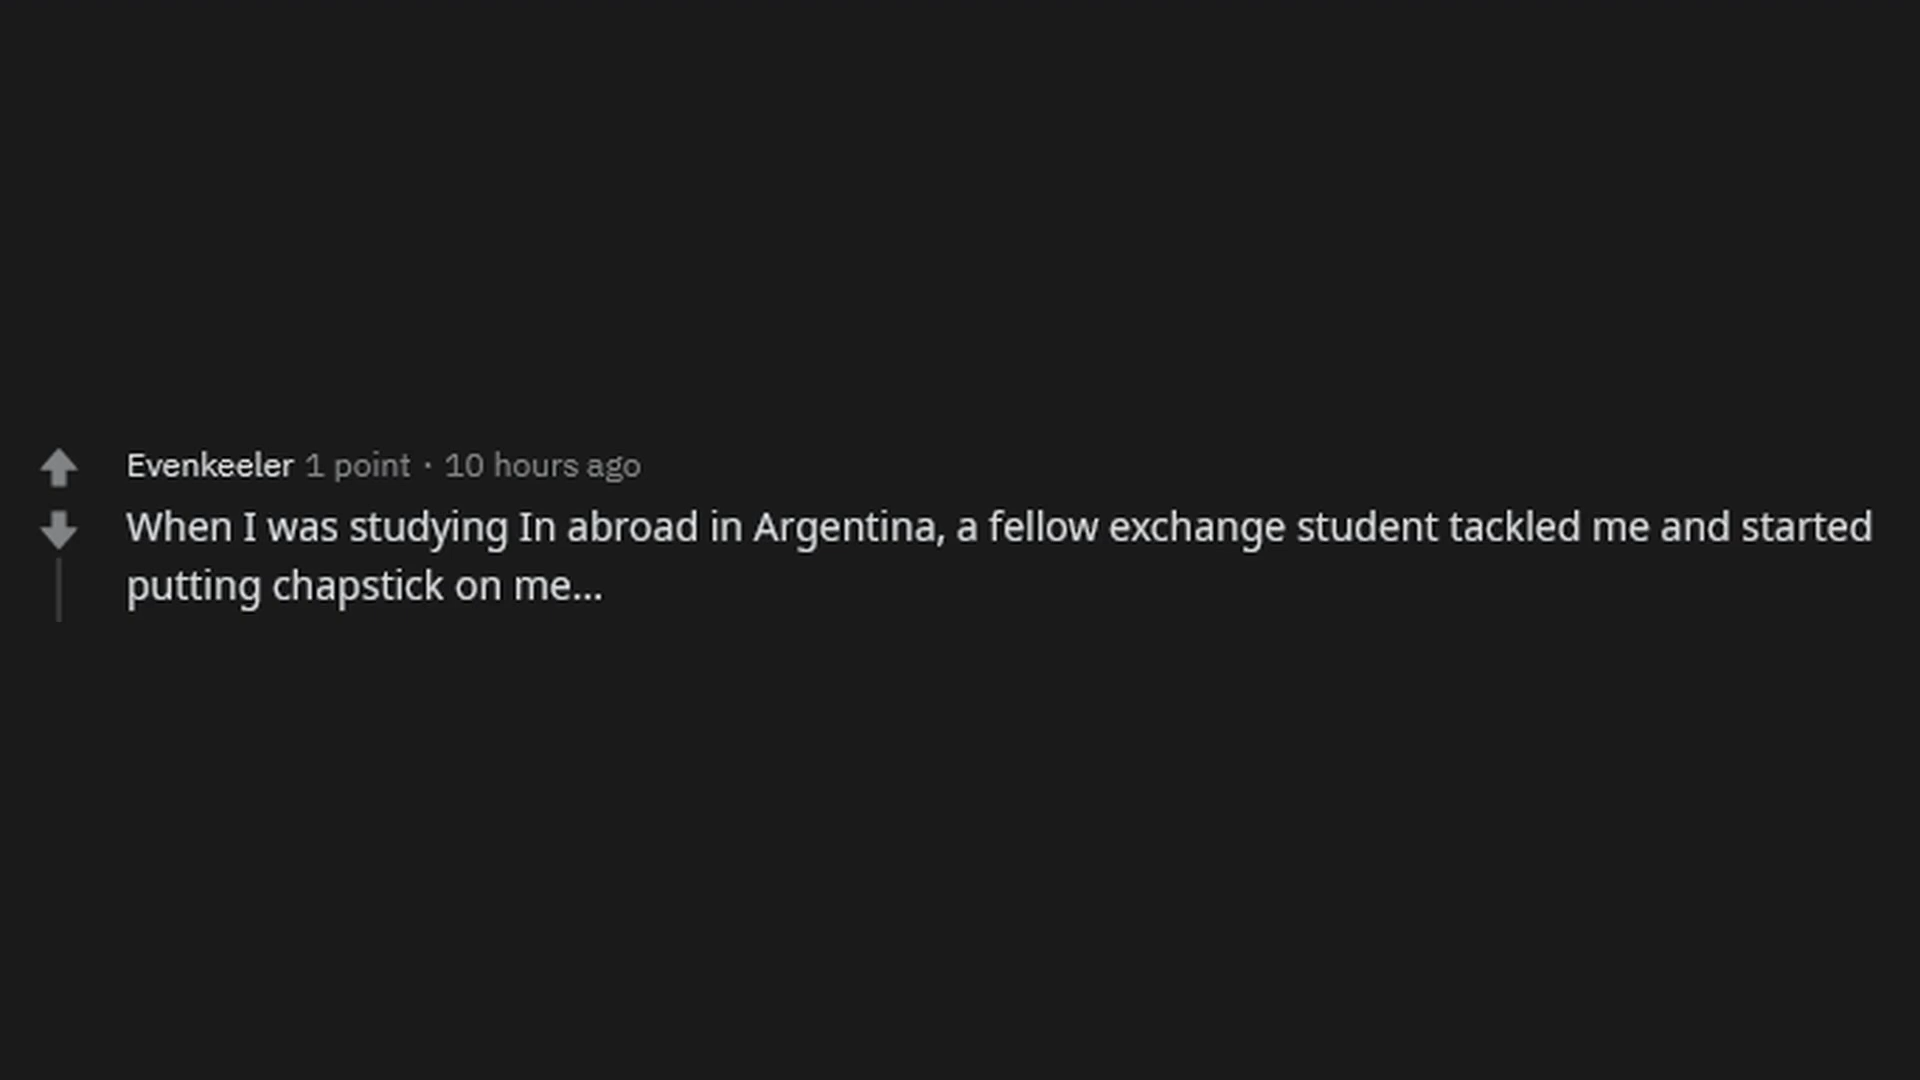 Evenkeeler 1 point · 10 hours ago
When I was studying In abroad in Argentina, a fellow exchange student tackled me and started
putting chapstick on me...